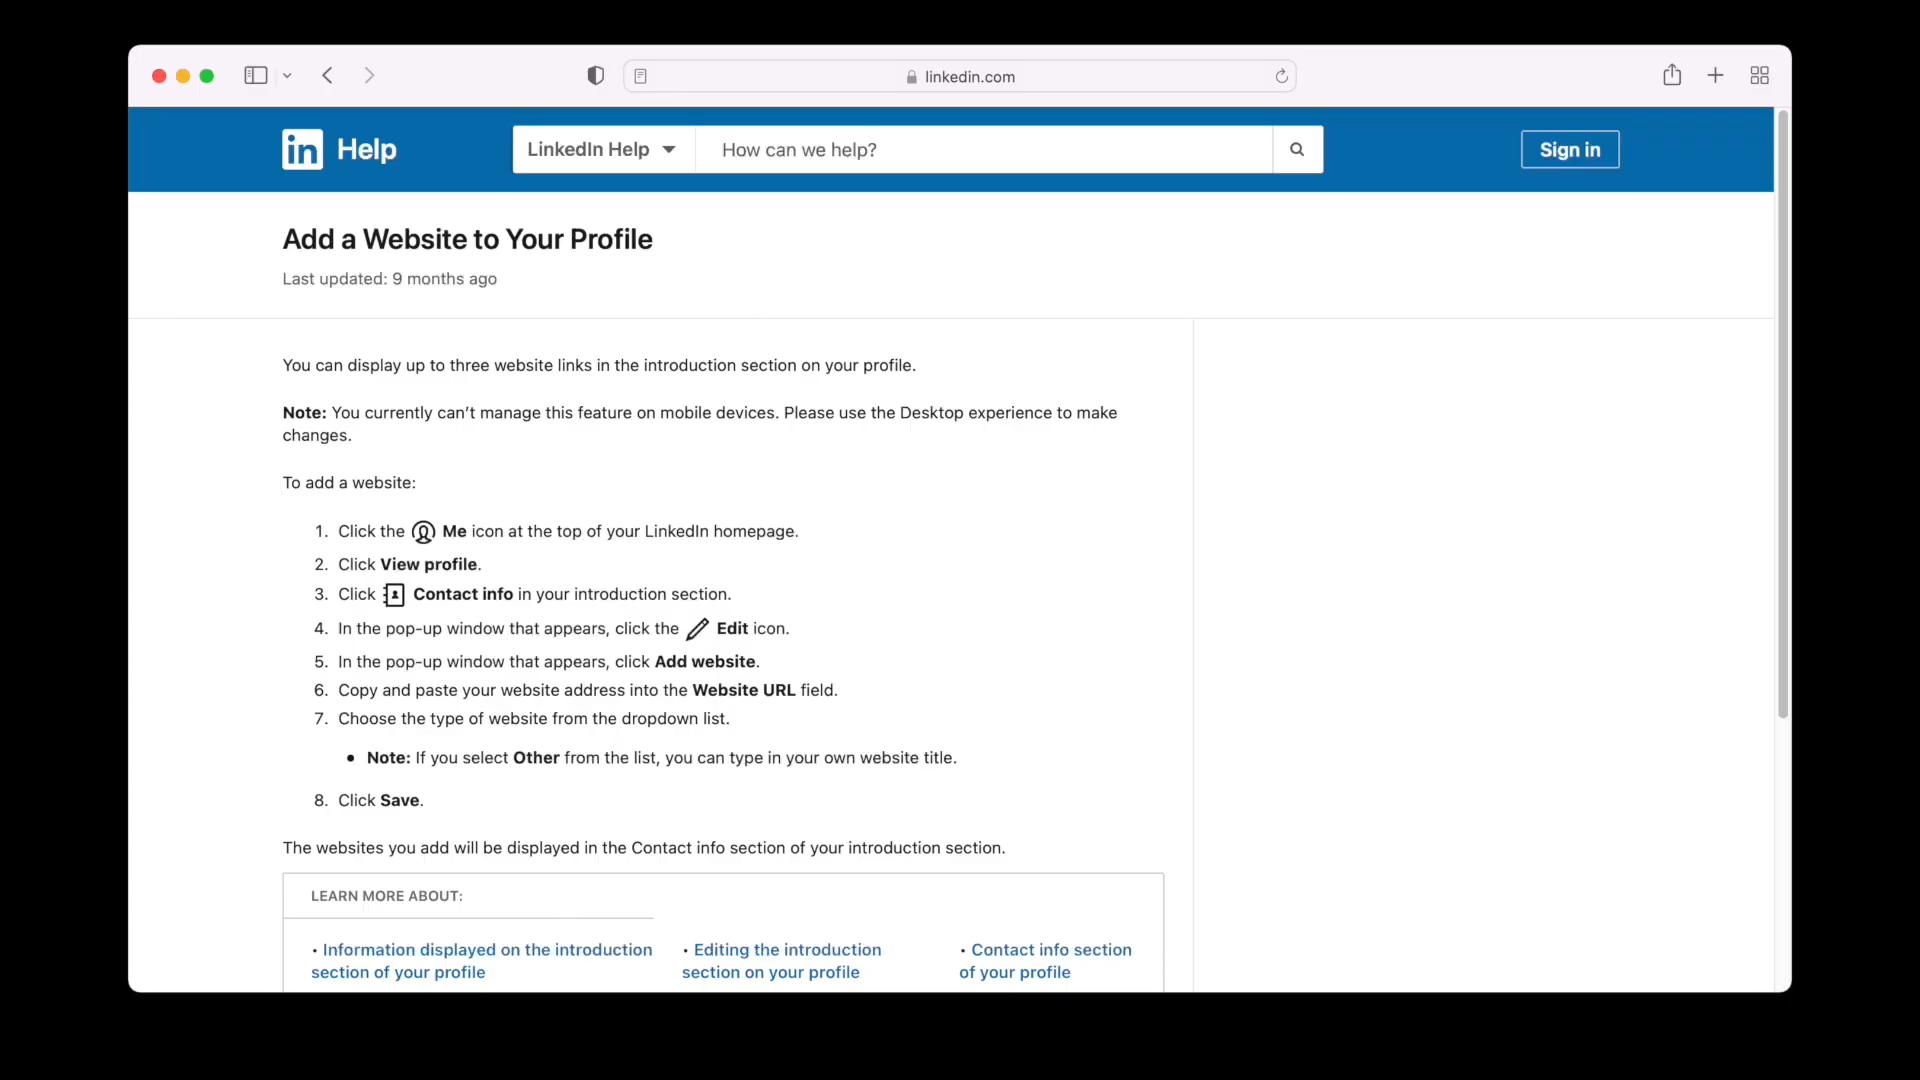 linkedin.com
in Help
LinkedIn Help
How can we help?
Sign in
Add a Website to Your Profile
Last updated: 9 months ago
You can display up to three website links in the introduction section on your profile.
Note: You currently can’t manage this feature on mobile devices. Please use the Desktop experience to make
changes.
To add a website:
1. Click the Me icon at the top of your LinkedIn homepage.
2. Click View profile.
3. Click Contact info in your introduction section.
4. In the pop-up window that appears, click the Edit icon.
5. In the pop-up window that appears, click Add website.
6. Copy and paste your website address into the Website URL field.
7. Choose the type of website from the dropdown list.
• Note: If you select Other from the list, you can type in your own website title.
8. Click Save.
The websites you add will be displayed in the Contact info section of your introduction section.
LEARN MORE ABOUT:
• Information displayed on the introduction
section of your profile
• Editing the introduction
section on your profile
• Contact info section
of your profile